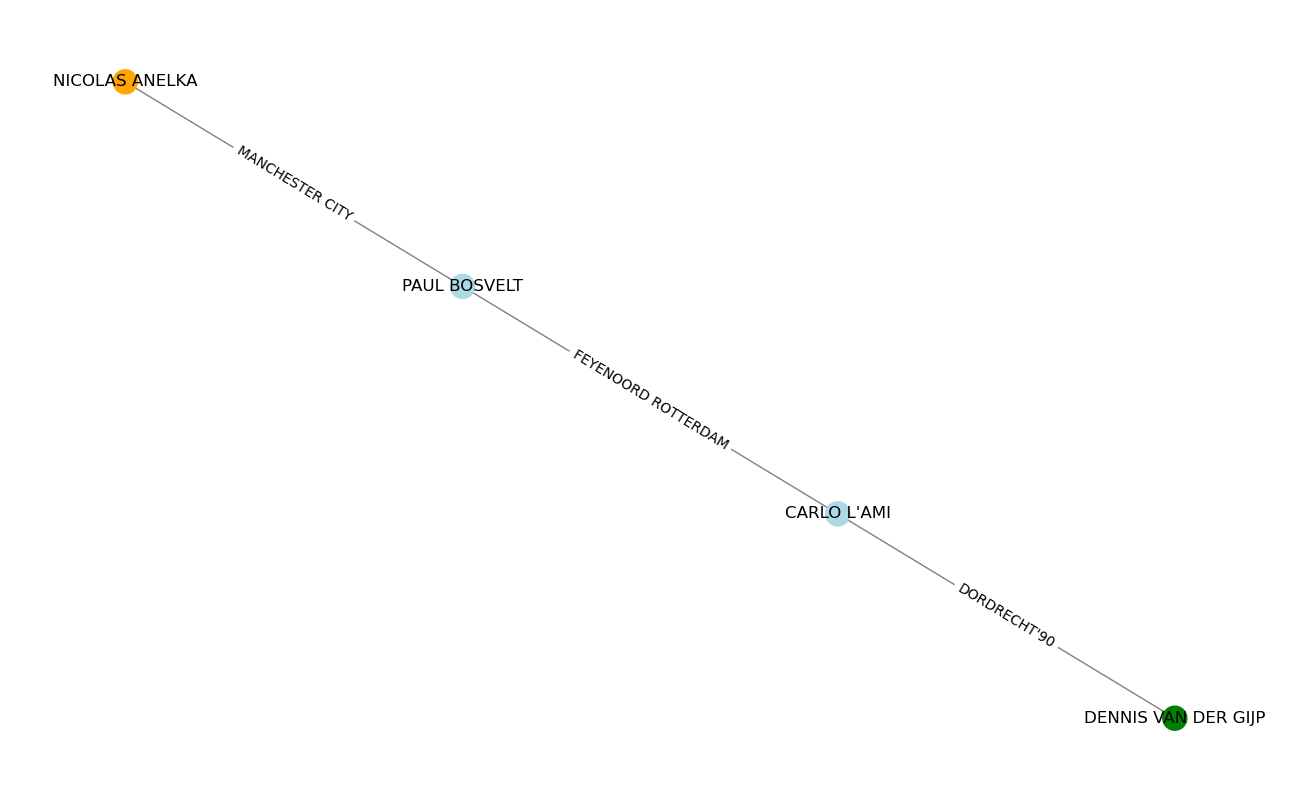 NICOLAS ANELKA
MANCHESTER CITY
PAUL BOSVELT
FEYENOORD ROTTERDAM
CARLO L'AMI
DORDRECHT'90
DENNIS VAN DER GIJP